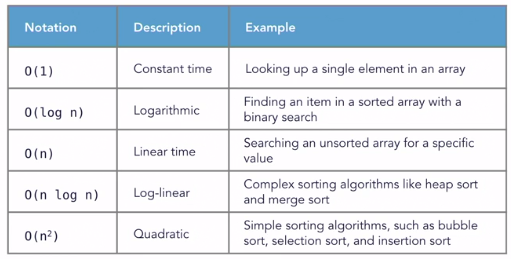 Notation Description Example
O(1) Constant time Looking up a single element in an array
O(log n) Logarithmic Finding an item in a sorted array with a
binary search
O(n) Linear time Searching an unsorted array for a specific
value
O(n log n) Log-linear Complex sorting algorithms like heap sort
and merge sort
O(n²) Quadratic Simple sorting algorithms, such as bubble
sort, selection sort, and insertion sort